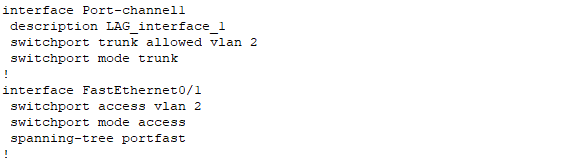 interface Port-channel1
 description LAG_interface_1
 switchport trunk allowed vlan 2
 switchport mode trunk
!
interface FastEthernet0/1
 switchport access vlan 2
 switchport mode access
 spanning-tree portfast
!